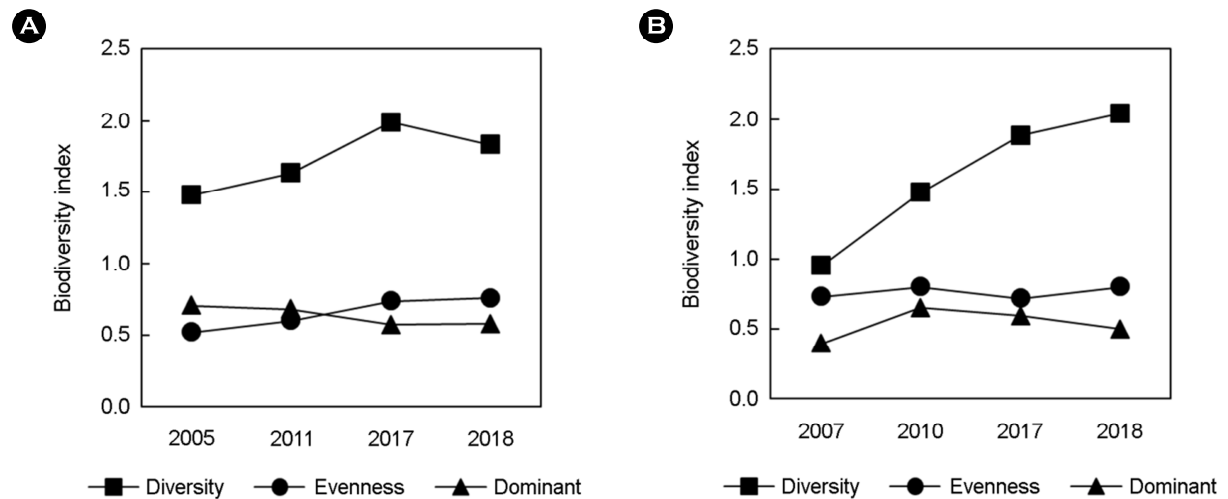 A
Biodiversity index
2.5
2.0
1.5
1.0
0.5
0.0
2005 2011 2017 2018
Diversity Evenness Dominant
B
Biodiversity index
2.5
2.0
1.5
1.0
0.5
0.0
2007 2010 2017 2018
Diversity Evenness Dominant